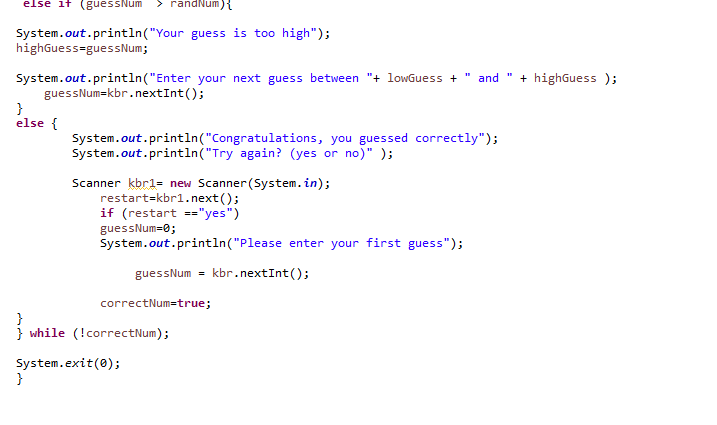 else if (guessNum > randNum){
System.out.println("Your guess is too high");
highGuess=guessNum;
System.out.println("Enter your next guess between "+ lowGuess + " and " + highGuess );
guessNum=kbr.nextInt();
}
else {
System.out.println("Congratulations, you guessed correctly");
System.out.println("Try again? (yes or no)" );
Scanner kbr1= new Scanner(System.in);
restart=kbr1.next();
if (restart =="yes")
guessNum=0;
System.out.println("Please enter your first guess");
guessNum = kbr.nextInt();
correctNum=true;
}
} while (!correctNum);
System.exit(0);
}